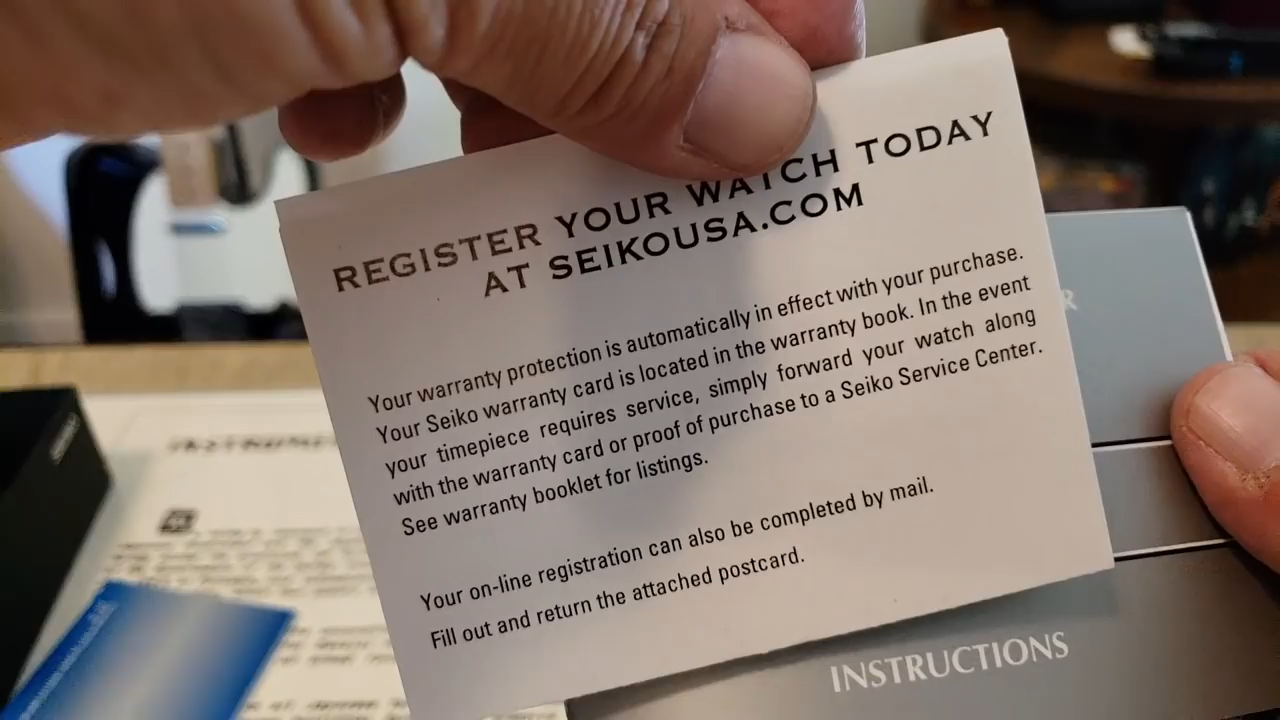 REGISTER YOUR WATCH TODAY
AT SEIKOUSA.COM
Your warranty protection is automatically in effect with your purchase.
Your Seiko warranty card is located in the warranty book. In the event
your timepiece requires service, simply forward your watch along
with the warranty card or proof of purchase to a Seiko Service Center.
See warranty booklet for listings.
Your on-line registration can also be completed by mail.
Fill out and return the attached postcard.
INSTRUCTIONS